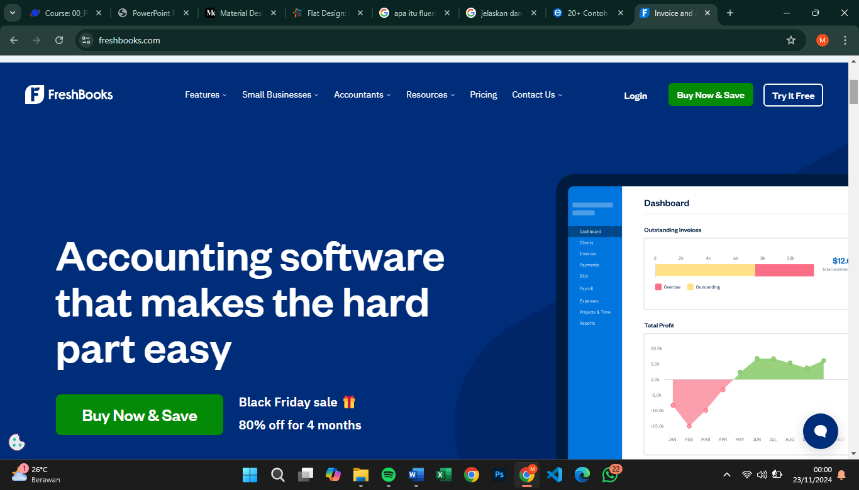 Course: 00_P
PowerPoint F
Material Des
Flat Design:
apa itu fluen
jelaskan dan
20+ Contoh
Invoice and A
freshbooks.com
M
FreshBooks
Features
Small Businesses
Accountants
Resources
Pricing
Contact Us
Login
Buy Now & Save
Try It Free
Accounting software
that makes the hard
part easy
Buy Now & Save
Black Friday sale
80% off for 4 months
Dashboard
Clients
Invoices
Payments
Bills
Payroll
Expenses
Projects & Time
Reports
Dashboard
Outstanding Invoices
0 2k 4k 6k 8k 10k
$12.0
total outstand
Overdue Outstanding
Total Profit
10.0k
5.0k
0.0k
-5.0k
-10.0k
-15.0k
JAN FEB MAR APR MAY JUN JUL AUG
1
26°C
Berawan
M
22
00:00
23/11/2024